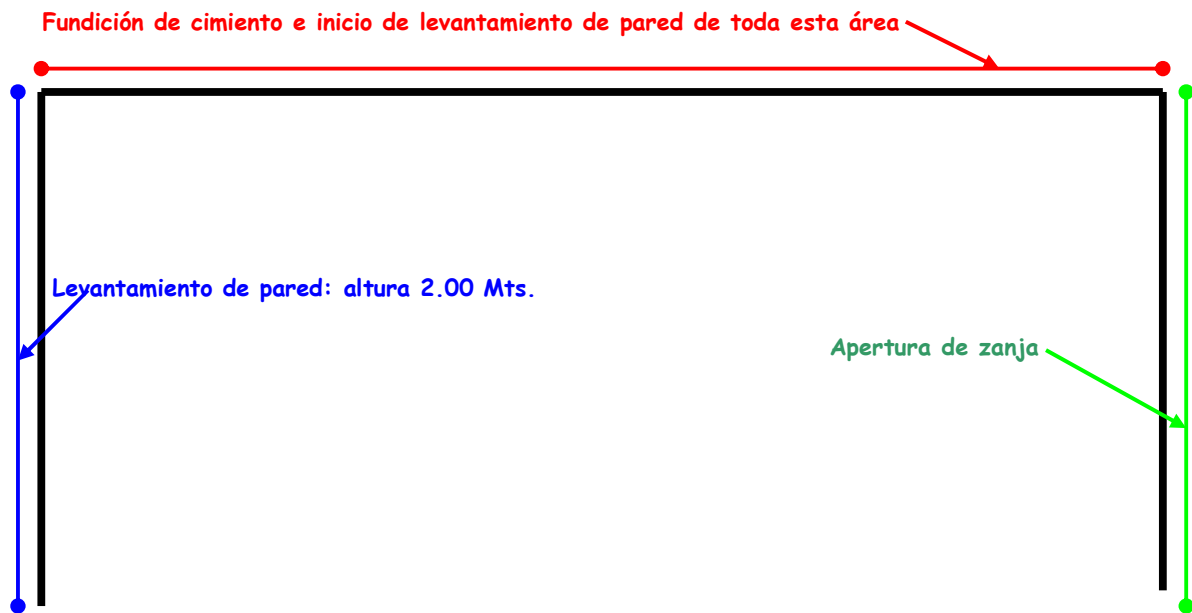 Fundición de cimiento e inicio de levantamiento de pared de toda esta área
Levantamiento de pared: altura 2.00 Mts.
Apertura de zanja